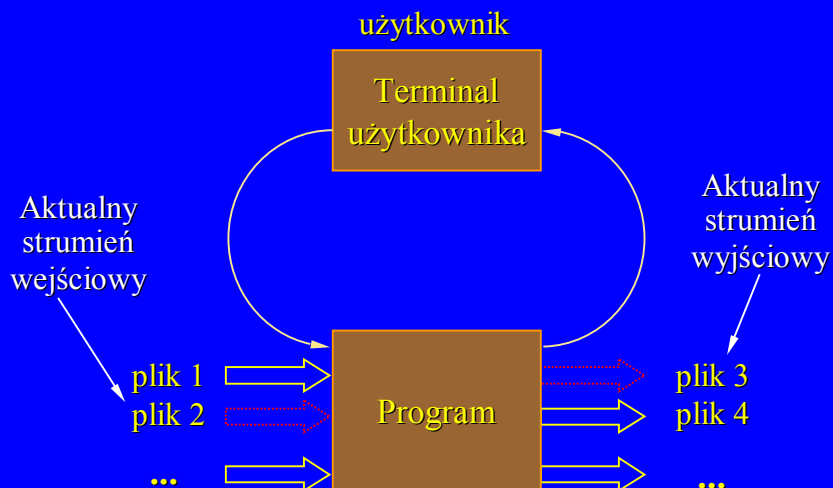 użytkownik
Terminal
użytkownika
Aktualny
strumień
wejściowy
Aktualny
strumień
wyjściowy
plik 1
plik 2
...
Program
plik 3
plik 4
...